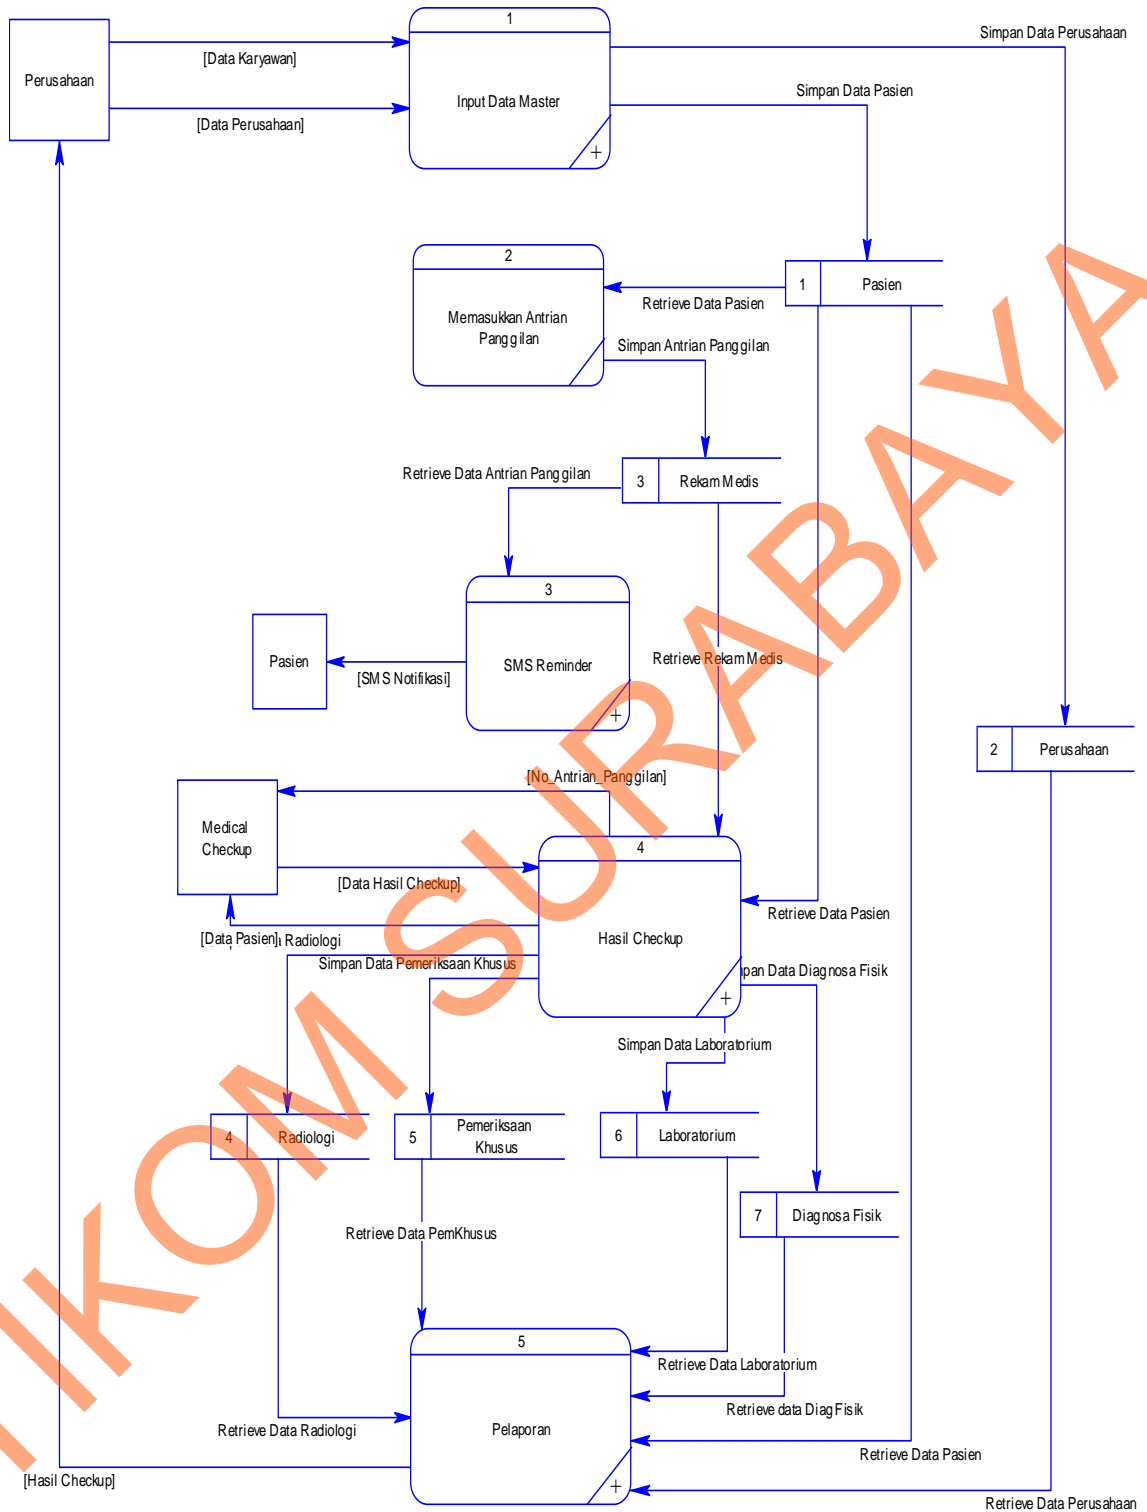 1
Simpan Data Perusahaan
[Data Karyawan]
Perusahaan
Input Data Master
Simpan Data Pasien
[Data Perusahaan]
+
2
1
Pasien
Retrieve Data Pasien
Memasukkan Antrian
Panggilan
Simpan Antrian Panggilan
Retrieve Data Antrian Panggilan
3
Rekam Medis
3
Pasien
SMS Reminder
Retrieve Rekam Medis
[SMS Notifikasi]
+
2
Perusahaan
[No_Antrian_Panggilan]
Medical
Checkup
4
[Data Hasil Checkup]
Retrieve Data Pasien
[Data Pasien]
Radiologi
Hasil Checkup
Simpan Data Pemeriksaan Khusus
pan Data Diagnosa Fisik
+
Simpan Data Laboratorium
4
Radiologi
5
Pemeriksaan
Khusus
6
Laboratorium
7
Diagnosa Fisik
Retrieve Data PemKhusus
5
Retrieve Data Laboratorium
Retrieve data DiagFisik
Retrieve Data Radiologi
Pelaporan
Retrieve Data Pasien
[Hasil Checkup]
+
Retrieve Data Perusahaan
TIKOM SURABAYA